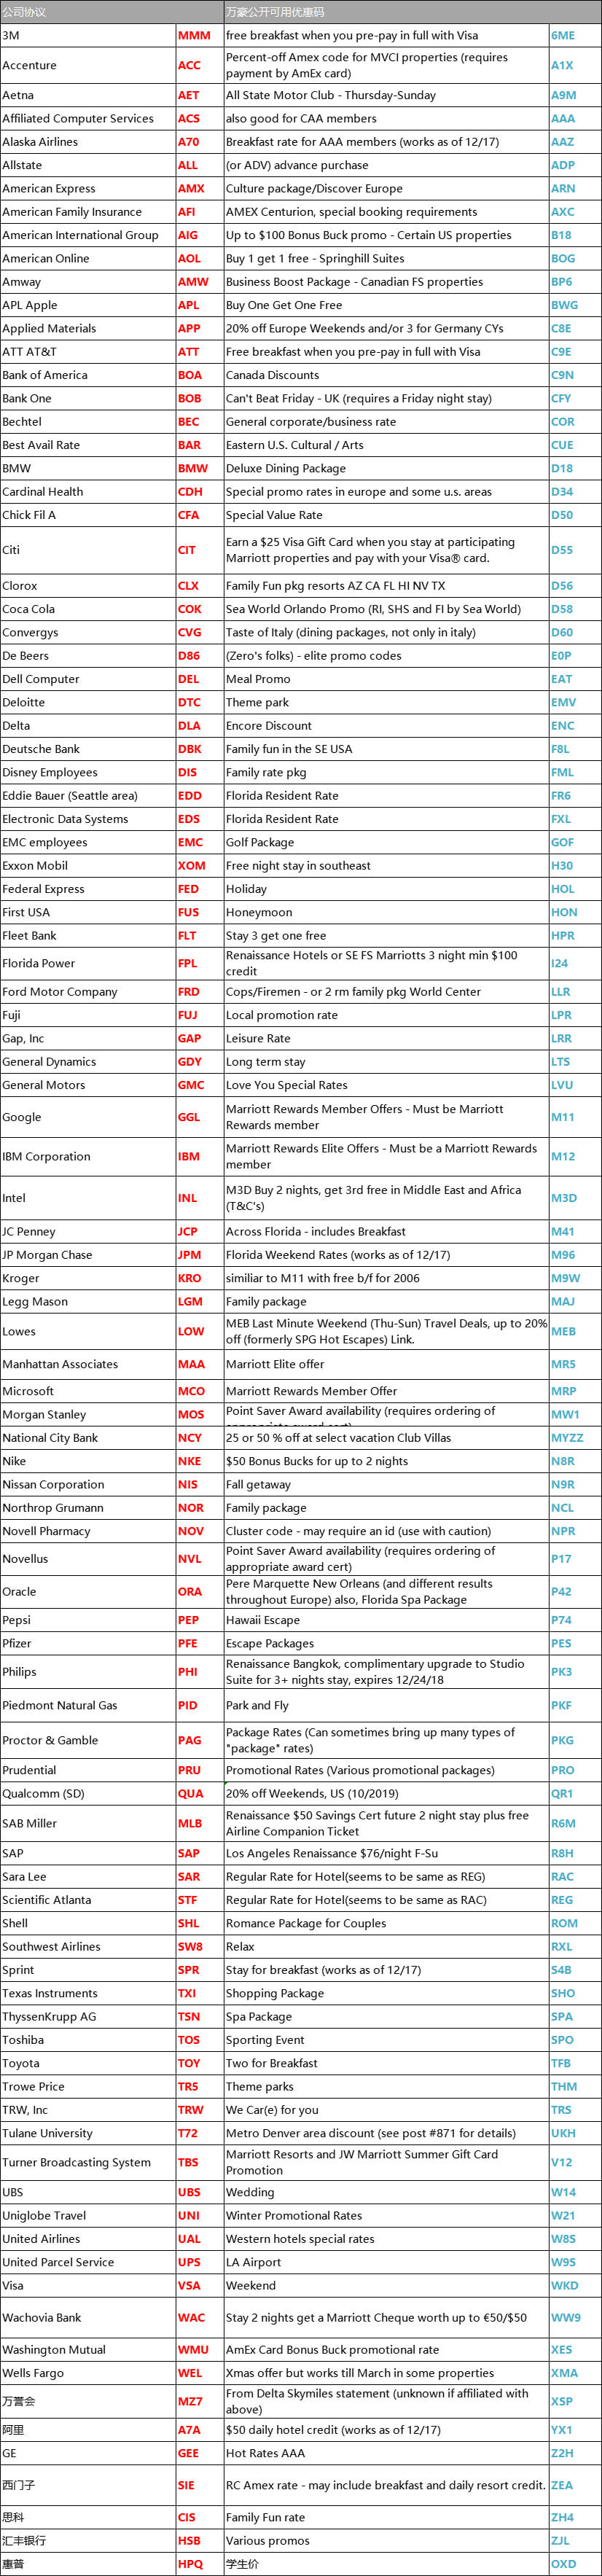 公司协议 万豪公开可用优惠码
3M MMM free breakfast when you pre-pay in full with Visa 6ME
Accenture ACC Percent-off Amex code for MVCI properties (requires
payment by AmEx card) A1X
Aetna AET All State Motor Club - Thursday-Sunday A9M
Affiliated Computer Services ACS also good for CAA members AAA
Alaska Airlines A70 Breakfast rate for AAA members (works as of 12/17) AAZ
Allstate ALL (or ADV) advance purchase ADP
American Express AMX Culture package/Discover Europe ARN
American Family Insurance AFI AMEX Centurion, special booking requirements AXC
American International Group AIG Up to $100 Bonus Buck promo - Certain US properties B18
American Online AOL Buy 1 get 1 free - Springhill Suites BOG
Amway AMW Business Boost Package - Canadian FS properties BP6
APL Apple APL Buy One Get One Free BWG
Applied Materials APP 20% off Europe Weekends and/or 3 for Germany CYs C8E
ATT AT&T ATT Free breakfast when you pre-pay in full with Visa C9E
Bank of America BOA Canada Discounts C9N
Bank One BOB Can't Beat Friday - UK (requires a Friday night stay) CFY
Bechtel BEC General corporate/business rate COR
Best Avail Rate BAR Eastern U.S. Cultural / Arts CUE
BMW BMW Deluxe Dining Package D18
Cardinal Health CDH Special promo rates in europe and some u.s. areas D34
Chick Fil A CFA Special Value Rate D50
Citi CIT Earn a $25 Visa Gift Card when you stay at participating
Marriott properties and pay with your Visa® card. D55
Clorox CLX Family Fun pkg resorts AZ CA FL HI NV TX D56
Coca Cola COK Sea World Orlando Promo (RI, SHS and FI by Sea World) D58
Convergys CVG Taste of Italy (dining packages, not only in italy) D60
De Beers D86 (Zero's folks) - elite promo codes E0P
Dell Computer DEL Meal Promo EAT
Deloitte DTC Theme park EMV
Delta DLA Encore Discount ENC
Deutsche Bank DBK Family fun in the SE USA F8L
Disney Employees DIS Family rate pkg FML
Eddie Bauer (Seattle area) EDD Florida Resident Rate FR6
Electronic Data Systems EDS Florida Resident Rate FXL
EMC employees EMC Golf Package GOF
Exxon Mobil XOM Free night stay in southeast H30
Federal Express FED Holiday HOL
First USA FUS Honeymoon HON
Fleet Bank FLT Stay 3 get one free HPR
Florida Power FPL Renaissance Hotels or SE FS Marriotts 3 night min $100
credit I24
Ford Motor Company FRD Cops/Firemen - or 2 rm family pkg World Center LLR
Fuji FUJ Local promotion rate LPR
Gap, Inc GAP Leisure Rate LRR
General Dynamics GDY Long term stay LTS
General Motors GMC Love You Special Rates LVU
Google GGL Marriott Rewards Member Offers - Must be Marriott
Rewards member M11
IBM Corporation IBM Marriott Rewards Elite Offers - Must be a Marriott Rewards
member M12
Intel INL M3D Buy 2 nights, get 3rd free in Middle East and Africa
(T&C's) M3D
JC Penney JCP Across Florida - includes Breakfast M41
JP Morgan Chase JPM Florida Weekend Rates (works as of 12/17) M96
Kroger KRO similiar to M11 with free b/f for 2006 M9W
Legg Mason LGM Family package MAJ
Lowes LOW MEB Last Minute Weekend (Thu-Sun) Travel Deals, up to 20%
off (formerly SPG Hot Escapes) Link. MEB
Manhattan Associates MAA Marriott Elite offer MR5
Microsoft MCO Marriott Rewards Member Offer MRP
Morgan Stanley MOS Point Saver Award availability (requires ordering of MW1
National City Bank NCY 25 or 50 % off at select vacation Club Villas MYZZ
Nike NKE $50 Bonus Bucks for up to 2 nights N8R
Nissan Corporation NIS Fall getaway N9R
Northrop Grumann NOR Family package NCL
Novell Pharmacy NOV Cluster code - may require an id (use with caution) NPR
Novellus NVL Point Saver Award availability (requires ordering of
appropriate award cert) P17
Oracle ORA Pere Marquette New Orleans (and different results
throughout Europe) also, Florida Spa Package P42
Pepsi PEP Hawaii Escape P74
Pfizer PFE Escape Packages PES
Philips PHI Renaissance Bangkok, complimentary upgrade to Studio
Suite for 3+ nights stay, expires 12/24/18 PK3
Piedmont Natural Gas PID Park and Fly PKF
Proctor & Gamble PAG Package Rates (Can sometimes bring up many types of
"package" rates) PKG
Prudential PRU Promotional Rates (Various promotional packages) PRO
Qualcomm (SD) QUA 20% off Weekends, US (10/2019) QR1
SAB Miller MLB Renaissance $50 Savings Cert future 2 night stay plus free
Airline Companion Ticket R6M
SAP SAP Los Angeles Renaissance $76/night F-Su R8H
Sara Lee SAR Regular Rate for Hotel(seems to be same as REG) RAC
Scientific Atlanta STF Regular Rate for Hotel(seems to be same as RAC) REG
Shell SHL Romance Package for Couples ROM
Southwest Airlines SW8 Relax RXL
Sprint SPR Stay for breakfast (works as of 12/17) S4B
Texas Instruments TXI Shopping Package SHO
ThyssenKrupp AG TSN Spa Package SPA
Toshiba TOS Sporting Event SPO
Toyota TOY Two for Breakfast TFB
Trowe Price TR5 Theme parks THM
TRW, Inc TRW We Car(e) for you TRS
Tulane University T72 Metro Denver area discount (see post #871 for details) UKH
Turner Broadcasting System TBS Marriott Resorts and JW Marriott Summer Gift Card
Promotion V12
UBS UBS Wedding W14
Uniglobe Travel UNI Winter Promotional Rates W21
United Airlines UAL Western hotels special rates W8S
United Parcel Service UPS LA Airport W9S
Visa VSA Weekend WKD
Wachovia Bank WAC Stay 2 nights get a Marriott Cheque worth up to €50/$50 WW9
Washington Mutual WMU AmEx Card Bonus Buck promotional rate XES
Wells Fargo WEL Xmas offer but works till March in some properties XMA
万誉会 MZ7 From Delta Skymiles statement (unknown if affiliated with
above) XSP
阿里 A7A $50 daily hotel credit (works as of 12/17) YX1
GE GEE Hot Rates AAA Z2H
西门子 SIE RC Amex rate - may include breakfast and daily resort credit. ZEA
思科 CIS Family Fun rate ZH4
汇丰银行 HSB Various promos ZJL
惠普 HPQ 学生价 OXD